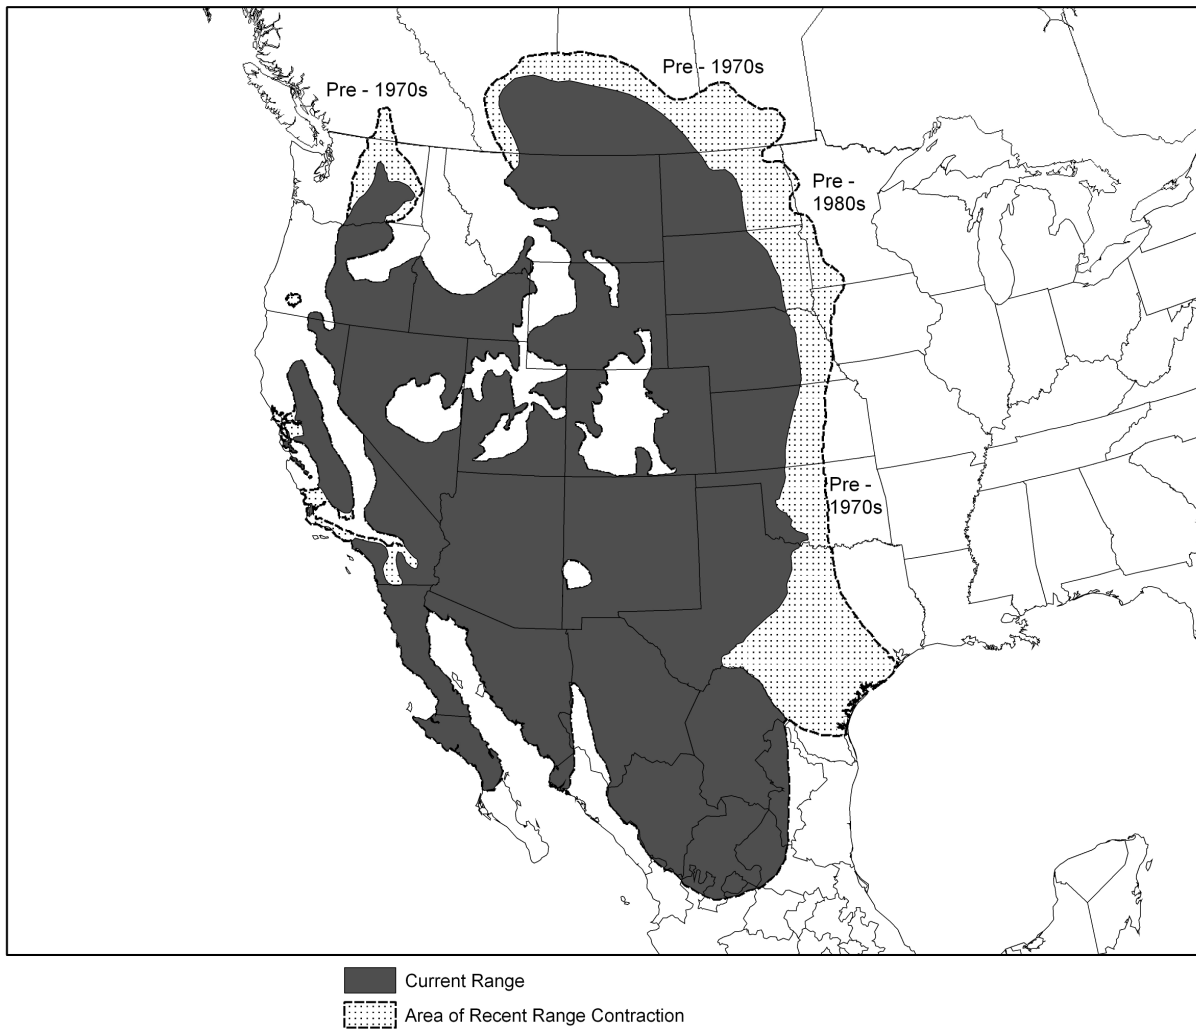 Pre - 1970s
Pre - 1970s
Pre -
1980s
Pre -
1970s
Current Range
Area of Recent Range Contraction